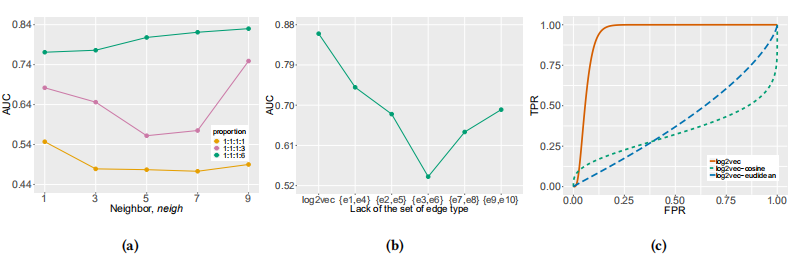 0.84
0.74
0.64
0.54
0.44
AUC
1 3 5 7 9
Neighbor, neigh
proportion
1:1:1:1
1:1:1:3
1:1:1:6
(a)
0.88
0.79
0.70
0.61
0.52
AUC
log2vec {e1,e4} {e2,e5} {e3,e6} {e7,e8} {e9,e10}
Lack of the set of edge type
(b)
1.00
0.75
0.50
0.25
0.00
TPR
0.00 0.25 0.50 0.75 1.00
FPR
log2vec
log2vec-cosine
log2vec-euclidean
(c)